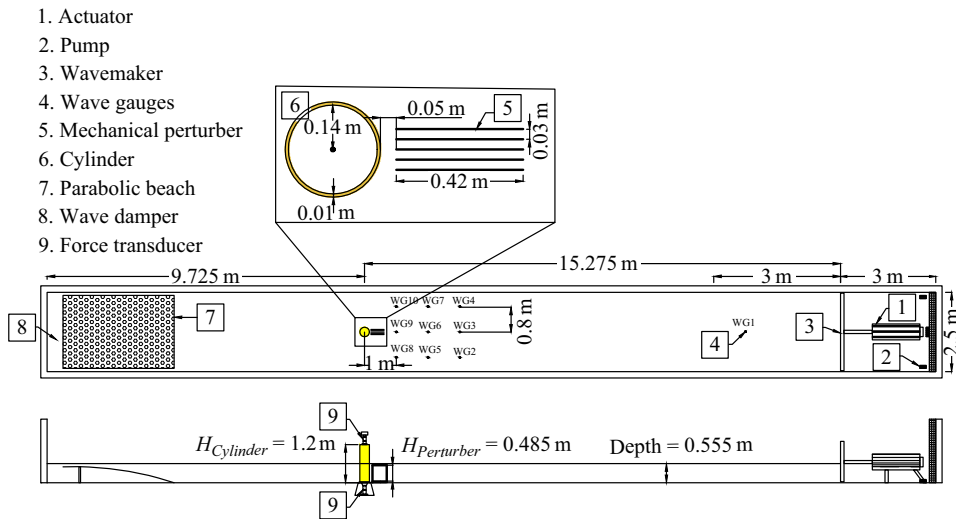 1. Actuator
2. Pump
3. Wavemaker
4. Wave gauges
5. Mechanical perturber
6. Cylinder
7. Parabolic beach
8. Wave damper
9. Force transducer
6
0.14 m
0.01 m
0.05 m
5
0.03 m
0.42 m
9.725 m
15.275 m
3 m
3 m
8
7
WG10 WG7 WG4
WG9 WG6 WG3
WG8 WG5 WG2
1 m
0.8 m
WG1
4
3
1
2
2.5 m
9
H_Cylinder = 1.2 m
H_Perturber = 0.485 m
Depth = 0.555 m
9